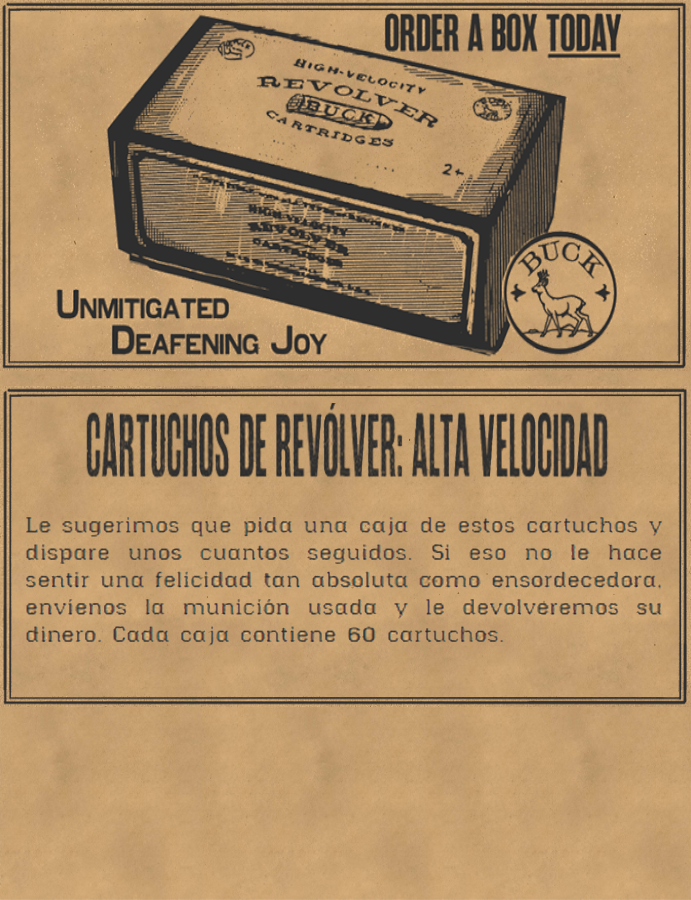 ORDER A BOX TODAY
HIGH-VELOCITY
REVOLVER
BUCK
CARTRIDGES
2+
HIGH-VELOCITY
REVOLVER
CARTRIDGES
BUCK
UNMITIGATED
DEAFENING JOY
CARTUCHOS DE REVÓLVER: ALTA VELOCIDAD
Le sugerimos que pida una caja de estos cartuchos y
dispare unos cuantos seguidos. Si eso no le hace
sentir una felicidad tan absoluta como ensordecedora,
envíenos la munición usada y le devolveremos su
dinero. Cada caja contiene 60 cartuchos.